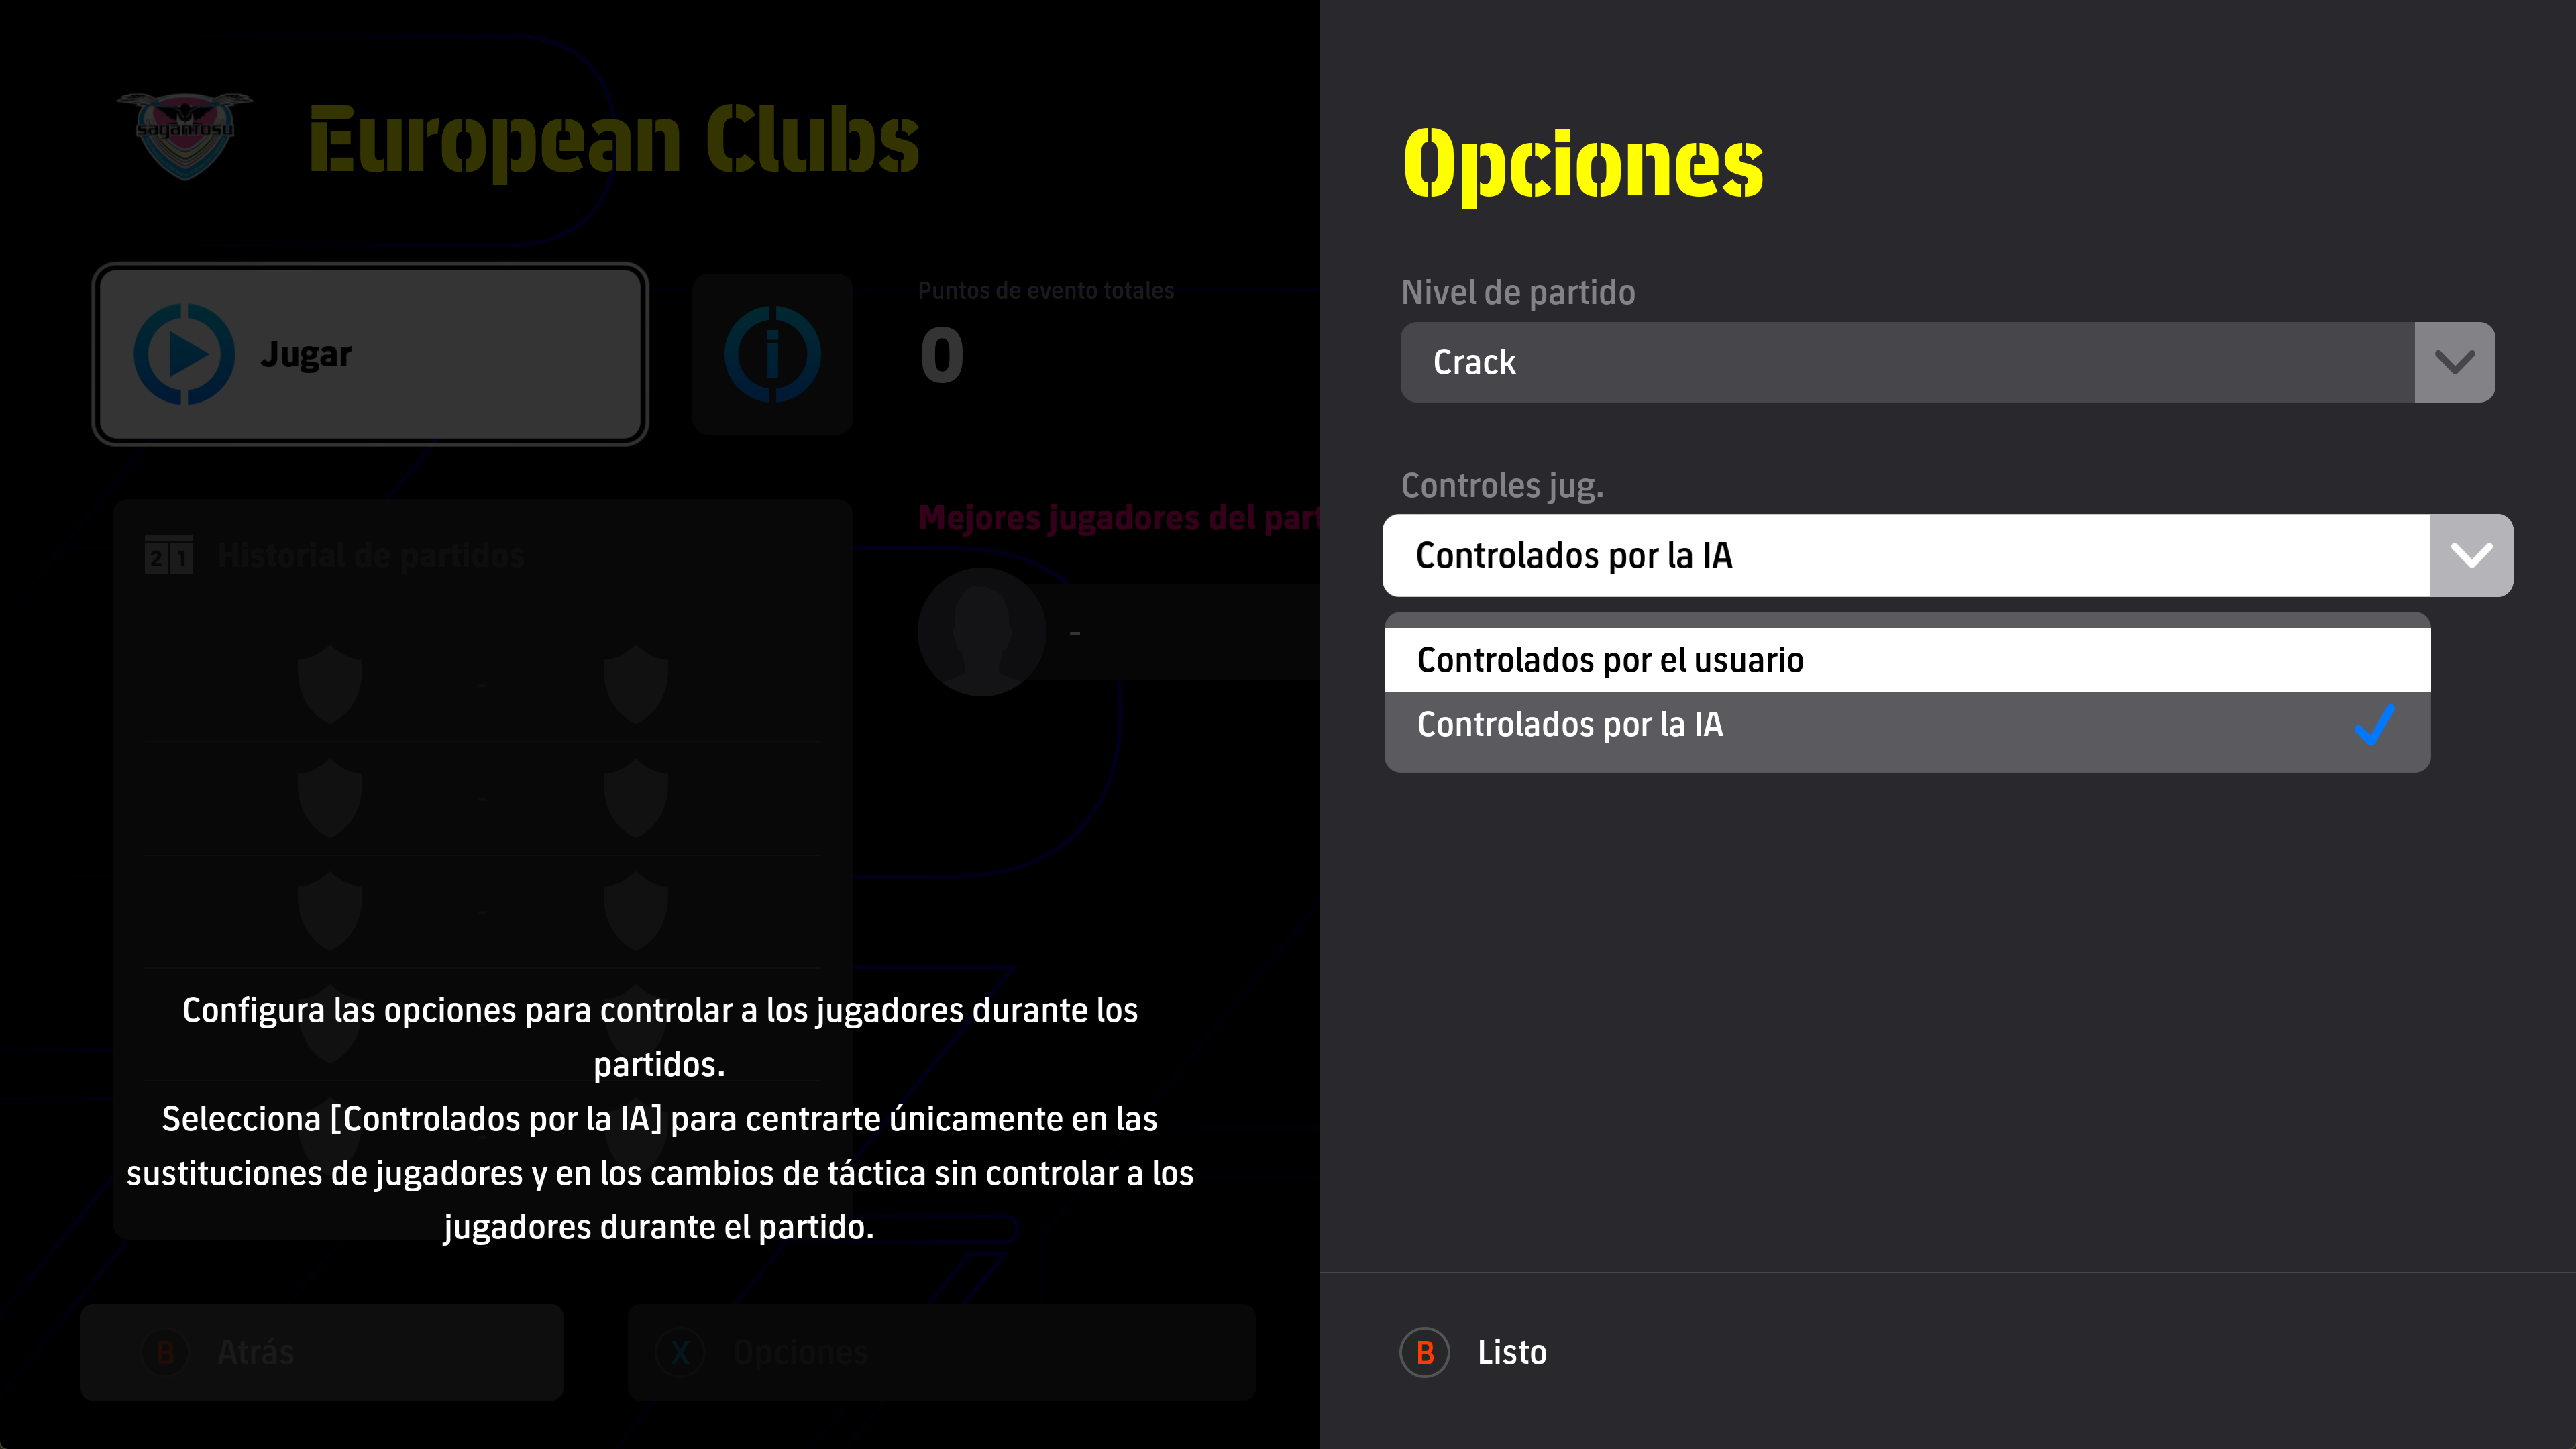 sagantosu
European Clubs
Jugar
Puntos de evento totales
0
Mejores jugadores del part
2 1
Historial de partidos
-
-
-
-
Configura las opciones para controlar a los jugadores durante los
partidos.
Selecciona [Controlados por la IA] para centrarte únicamente en las
sustituciones de jugadores y en los cambios de táctica sin controlar a los
jugadores durante el partido.
B Atrás
X Opciones
Opciones
Nivel de partido
Crack
Controles jug.
Controlados por la IA
Controlados por el usuario
Controlados por la IA
B Listo